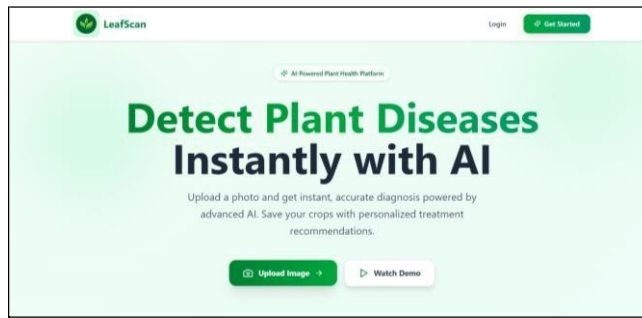 LeafScan
Login
Get Started
AI-Powered Plant Health Platform
Detect Plant Diseases
Instantly with AI
Upload a photo and get instant, accurate diagnosis powered by
advanced AI. Save your crops with personalized treatment
recommendations.
Upload Image →
Watch Demo